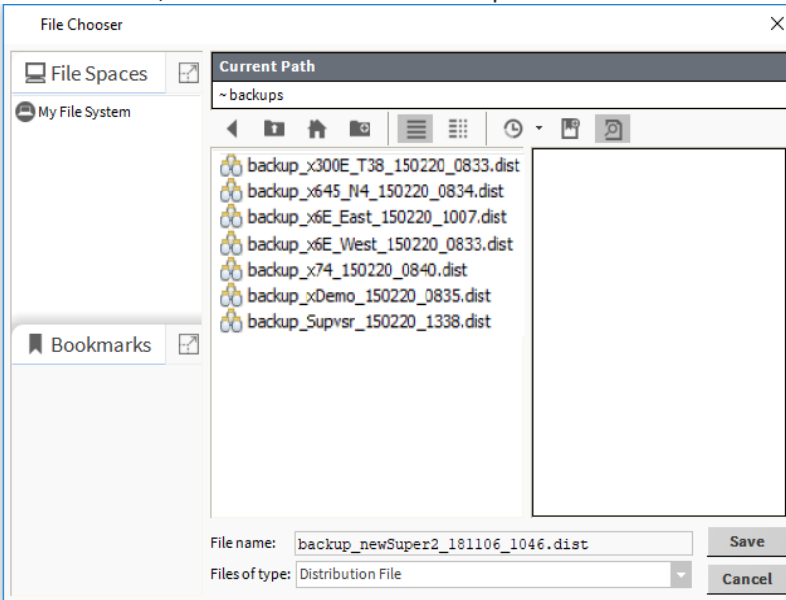 File Chooser
File Spaces
My File System
Bookmarks
Current Path
~backups
backup_x300E_T38_150220_0833.dist
backup_x645_N4_150220_0834.dist
backup_x6E_East_150220_1007.dist
backup_x6E_West_150220_0833.dist
backup_x74_150220_0840.dist
backup_xDemo_150220_0835.dist
backup_Supvsr_150220_1338.dist
File name: backup_newSuper2_181106_1046.dist Save
Files of type: Distribution File Cancel